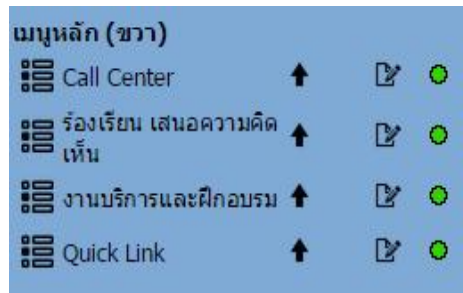 เมนูหลัก (ขวา)
Call Center
ร้องเรียน เสนอความคิด
เห็น
งานบริการและฝึกอบรม
Quick Link